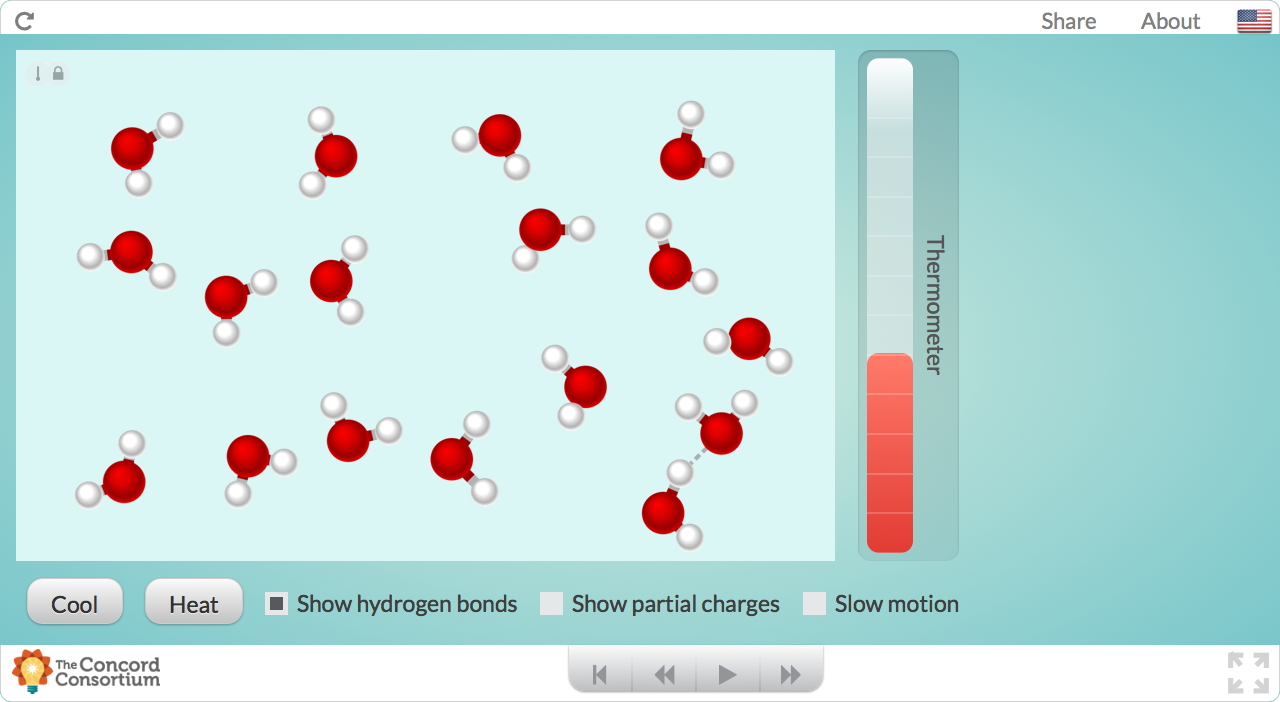 Share About
Thermometer
Cool Heat Show hydrogen bonds Show partial charges Slow motion
The Concord
Consortium